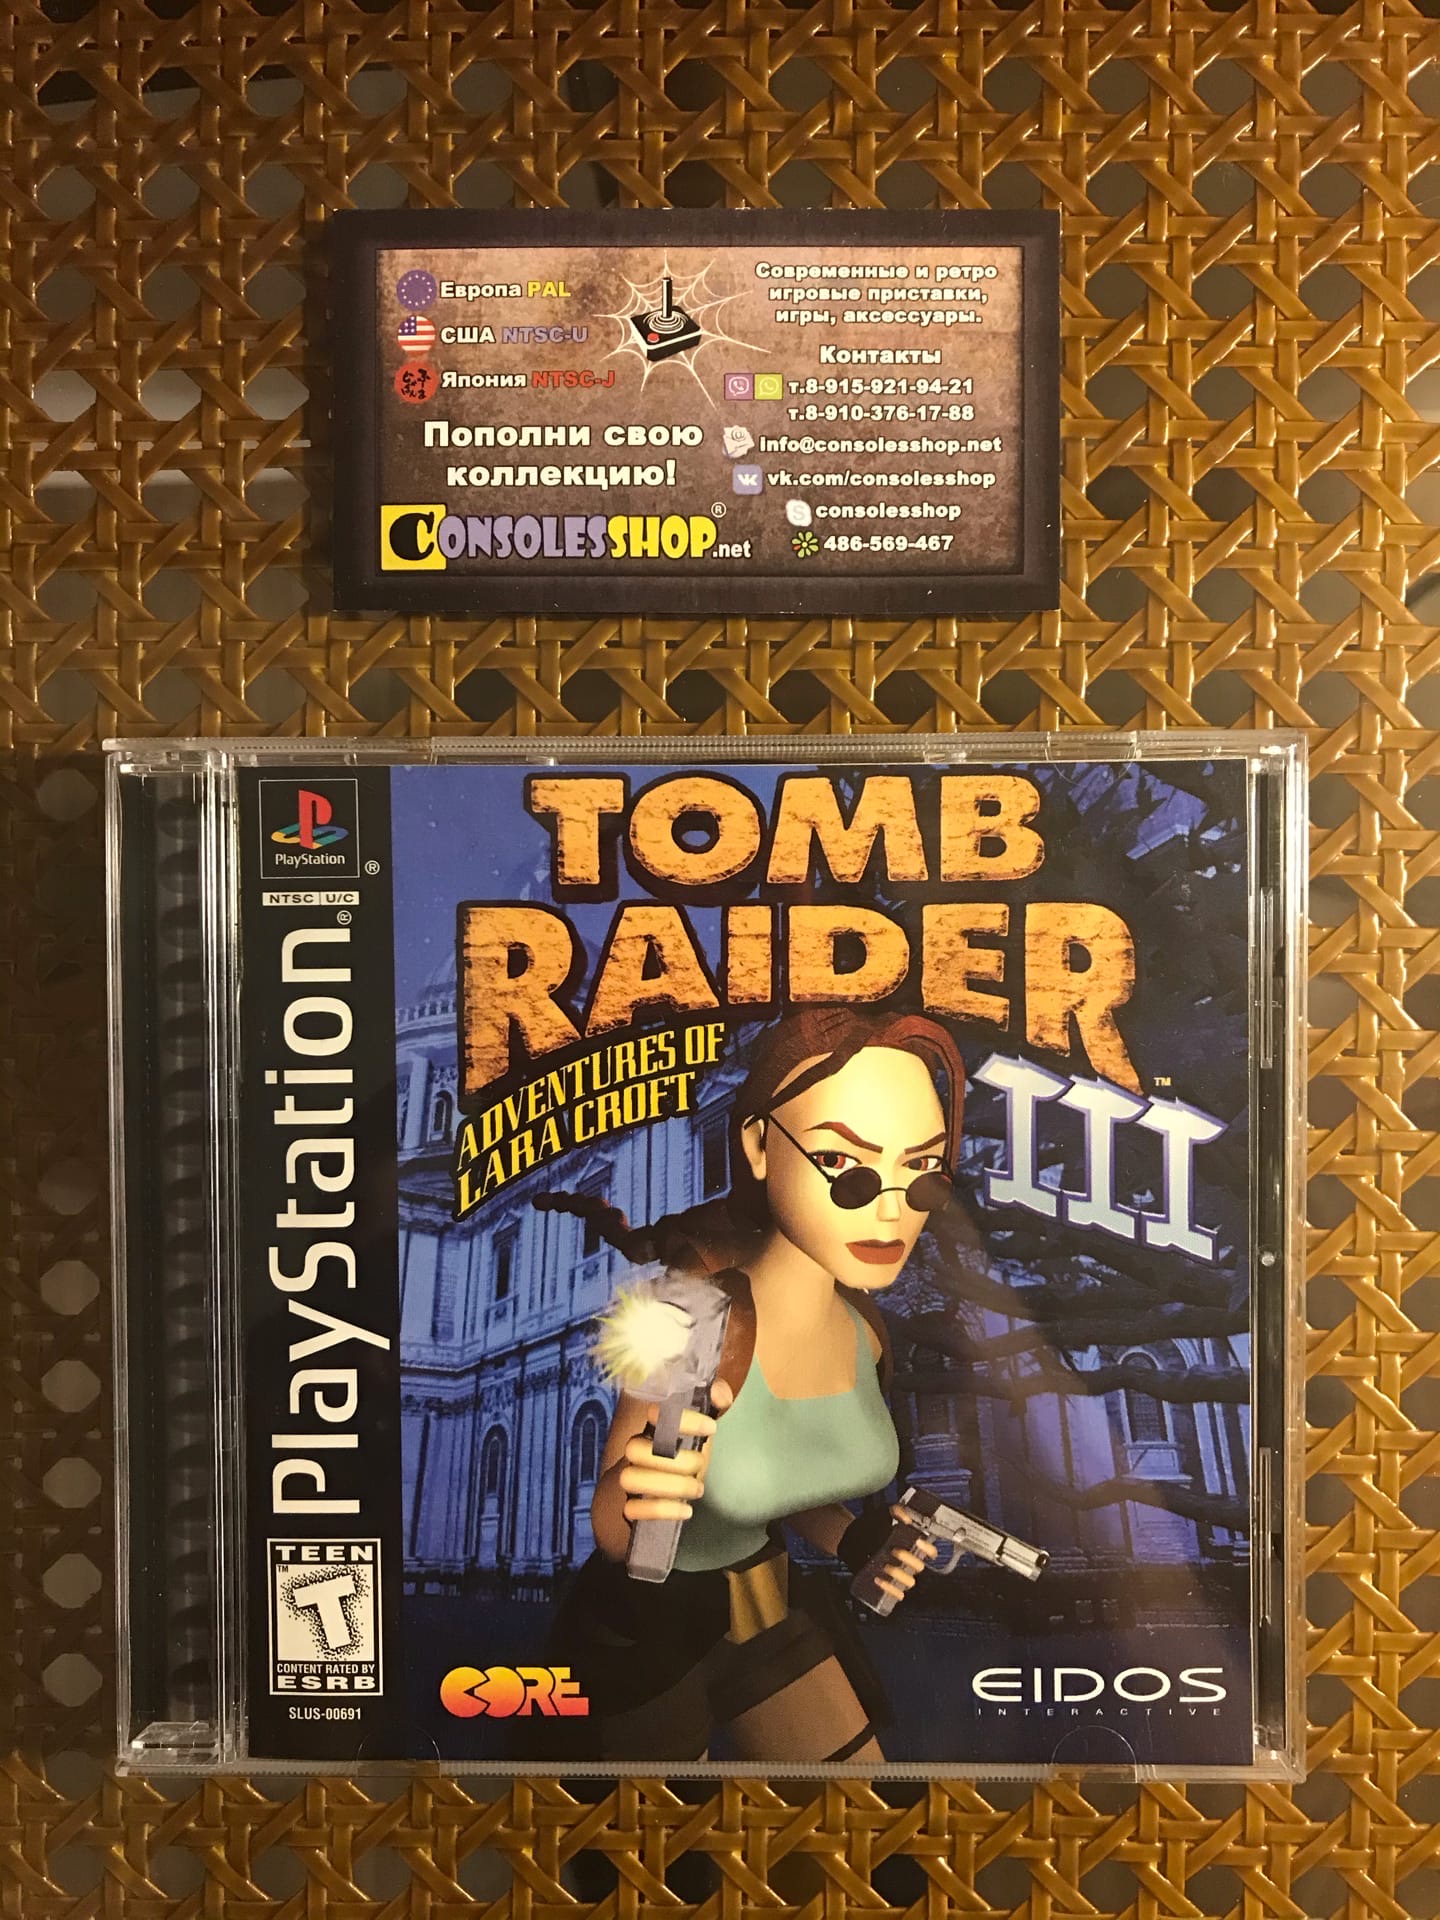 Европа PAL
США NTSC-U
Япония NTSC-J
Пополни свою
коллекцию!
CONSOLESSHOP.net
®
Современные и ретро
игровые приставки,
игры, аксессуары.
Контакты
т.8-915-921-94-21
т.8-910-376-17-88
info@consolesshop.net
vk.com/consolesshop
consolesshop
486-569-467
PlayStation
®
NTSC U/C
PlayStation®
TEEN
TM
T
CONTENT RATED BY
ESRB
SLUS-00691
TOMB
RAIDER
TM
III
ADVENTURES OF
LARA CROFT
CORE
EIDOS
INTERACTIVE